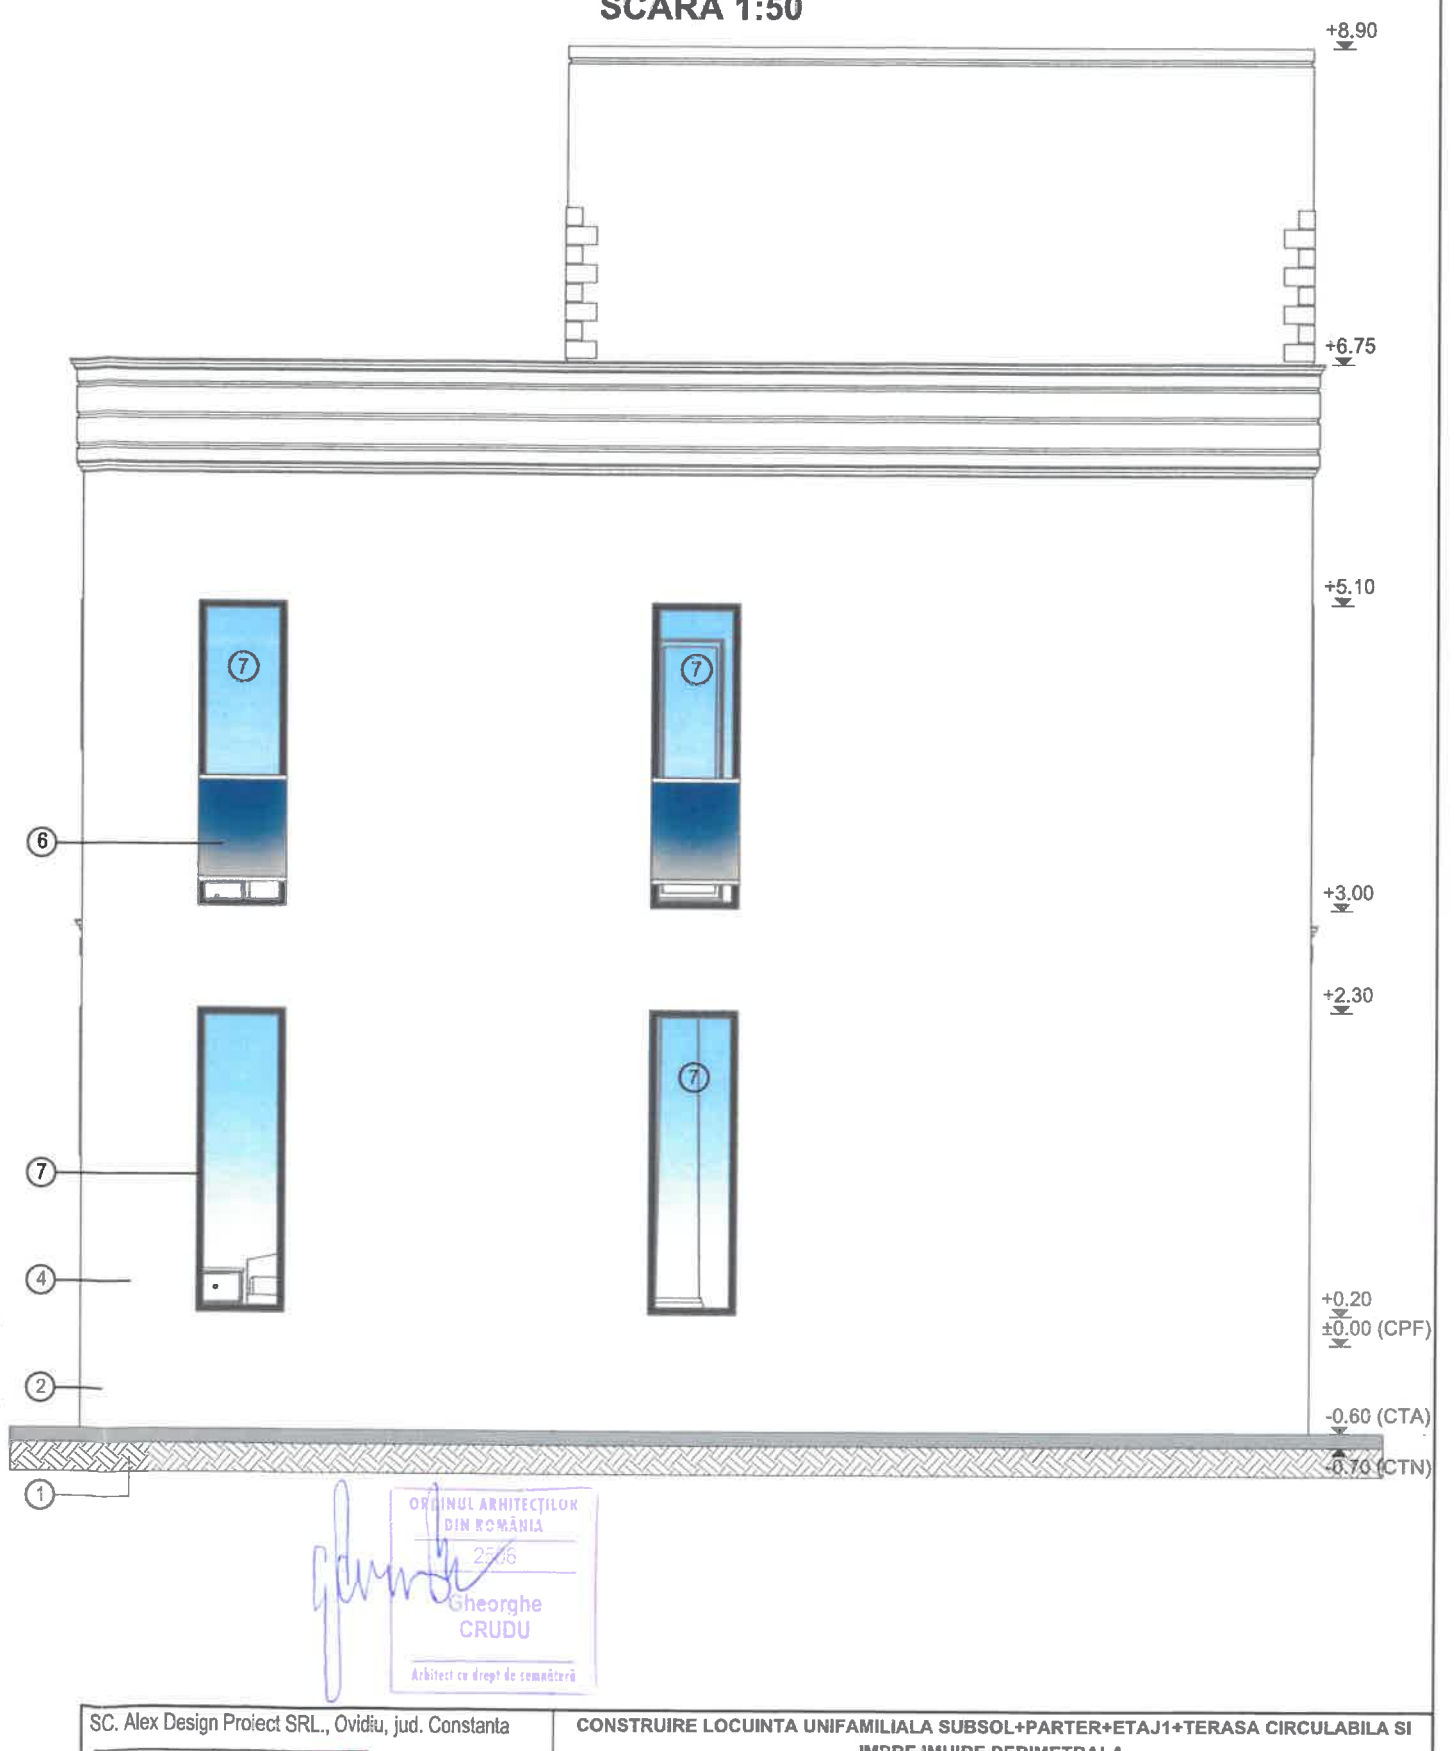 SCARA 1:50
+8.90
+6.75
+5.10
7
7
6
+3.00
+2.30
7
7
4
+0.20
±0.00 (CPF)
2
-0.60 (CTA)
-0.70 (CTN)
1
ORDINUL ARHITECȚILOR
DIN ROMÂNIA
Gheorghe
CRUDU
Arhitect cu drept de semnătură
SC. Alex Design Proiect SRL., Ovidiu, jud. Constanta
CONSTRUIRE LOCUINTA UNIFAMILIALA SUBSOL+PARTER+ETAJ1+TERASA CIRCULABILA SI